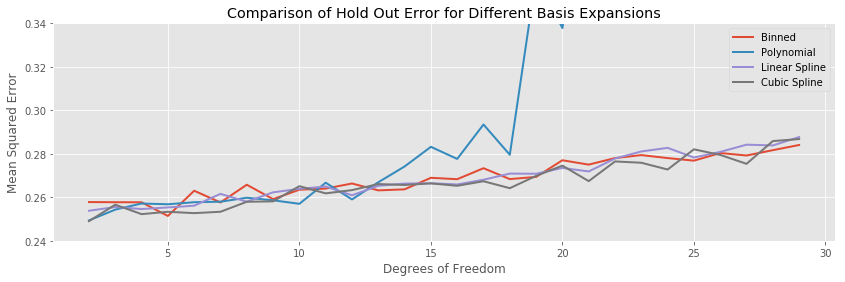 Comparison of Hold Out Error for Different Basis Expansions
Mean Squared Error
0.34
0.32
0.30
0.28
0.26
0.24
Binned
Polynomial
Linear Spline
Cubic Spline
5
10
15
20
25
30
Degrees of Freedom